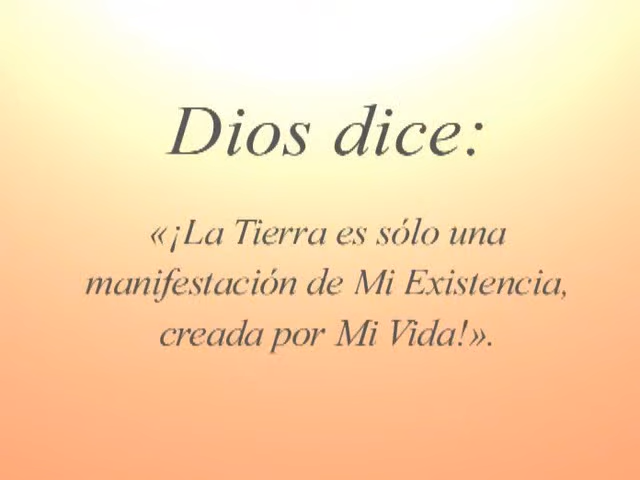 Dios dice:
«¡La Tierra es sólo una
manifestación de Mi Existencia,
creada por Mi Vida!».